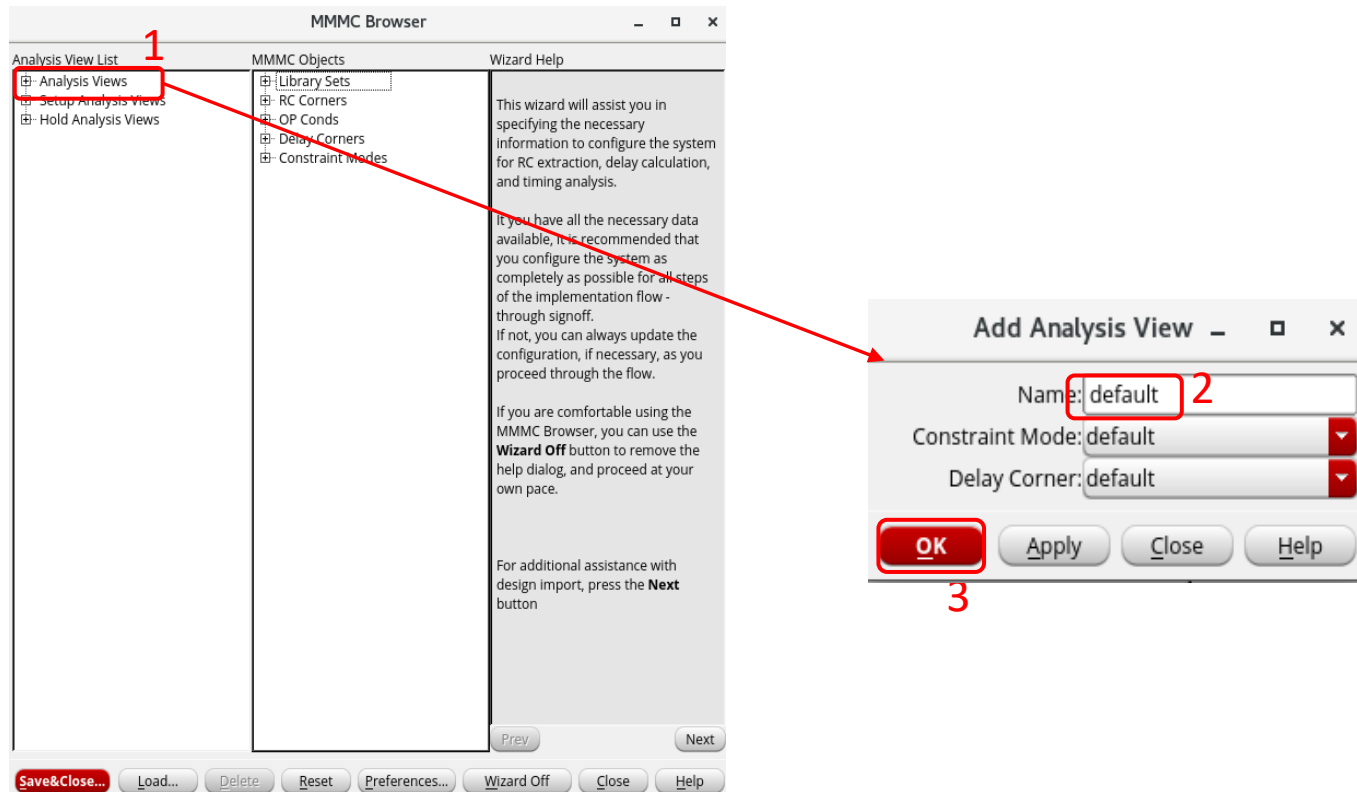 MMMC Browser
1
Analysis View List
Analysis Views
Setup Analysis Views
Hold Analysis Views
MMMC Objects
Library Sets
RC Corners
OP Conds
Delay Corners
Constraint Modes
Wizard Help
This wizard will assist you in
specifying the necessary
information to configure the system
for RC extraction, delay calculation,
and timing analysis.
If you have all the necessary data
available, it is recommended that
you configure the system as
completely as possible for all steps
of the implementation flow -
through signoff.
If not, you can always update the
configuration, if necessary, as you
proceed through the flow.
If you are comfortable using the
MMMC Browser, you can use the
Wizard Off button to remove the
help dialog, and proceed at your
own pace.
For additional assistance with
design import, press the Next
button
Prev Next
Save&Close... Load... Delete Reset Preferences... Wizard Off Close Help
Add Analysis View
Name: default 2
Constraint Mode: default
Delay Corner: default
OK Apply Close Help
3